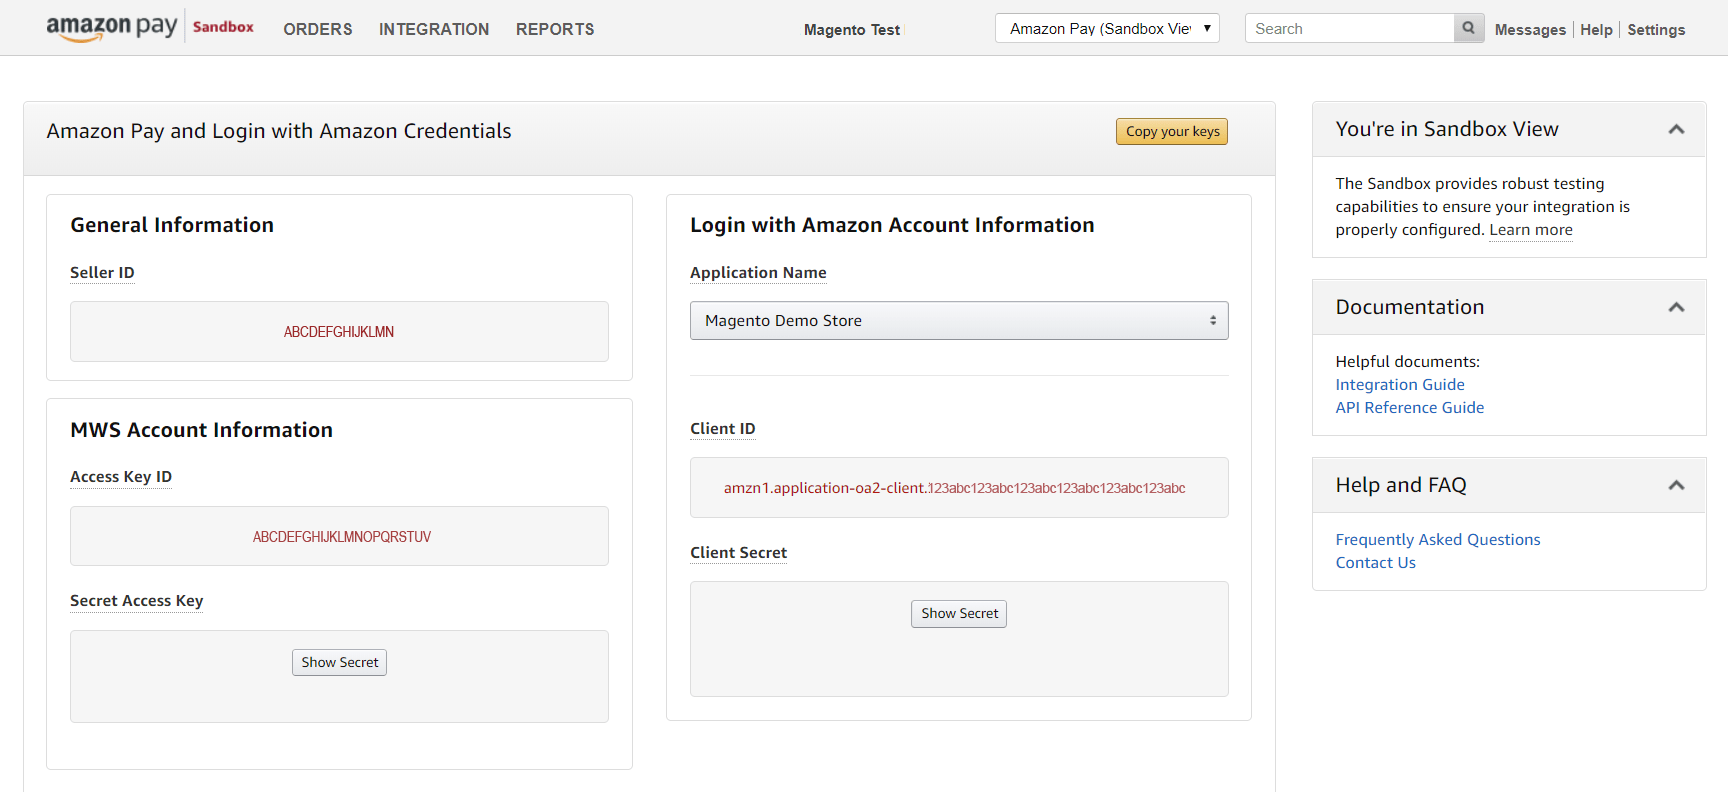 amazon pay Sandbox ORDERS INTEGRATION REPORTS Magento Test Amazon Pay (Sandbox Vie Search Messages Help Settings
Amazon Pay and Login with Amazon Credentials
Copy your keys
General Information
Seller ID
ABCDEFGHIJKLMN
MWS Account Information
Access Key ID
ABCDEFGHIJKLMNOPQRSTUV
Secret Access Key
Show Secret
Login with Amazon Account Information
Application Name
Magento Demo Store
Client ID
amzn1.application-oa2-client.123abc123abc123abc123abc123abc123abc
Client Secret
Show Secret
You're in Sandbox View
The Sandbox provides robust testing
capabilities to ensure your integration is
properly configured. Learn more
Documentation
Helpful documents:
Integration Guide
API Reference Guide
Help and FAQ
Frequently Asked Questions
Contact Us